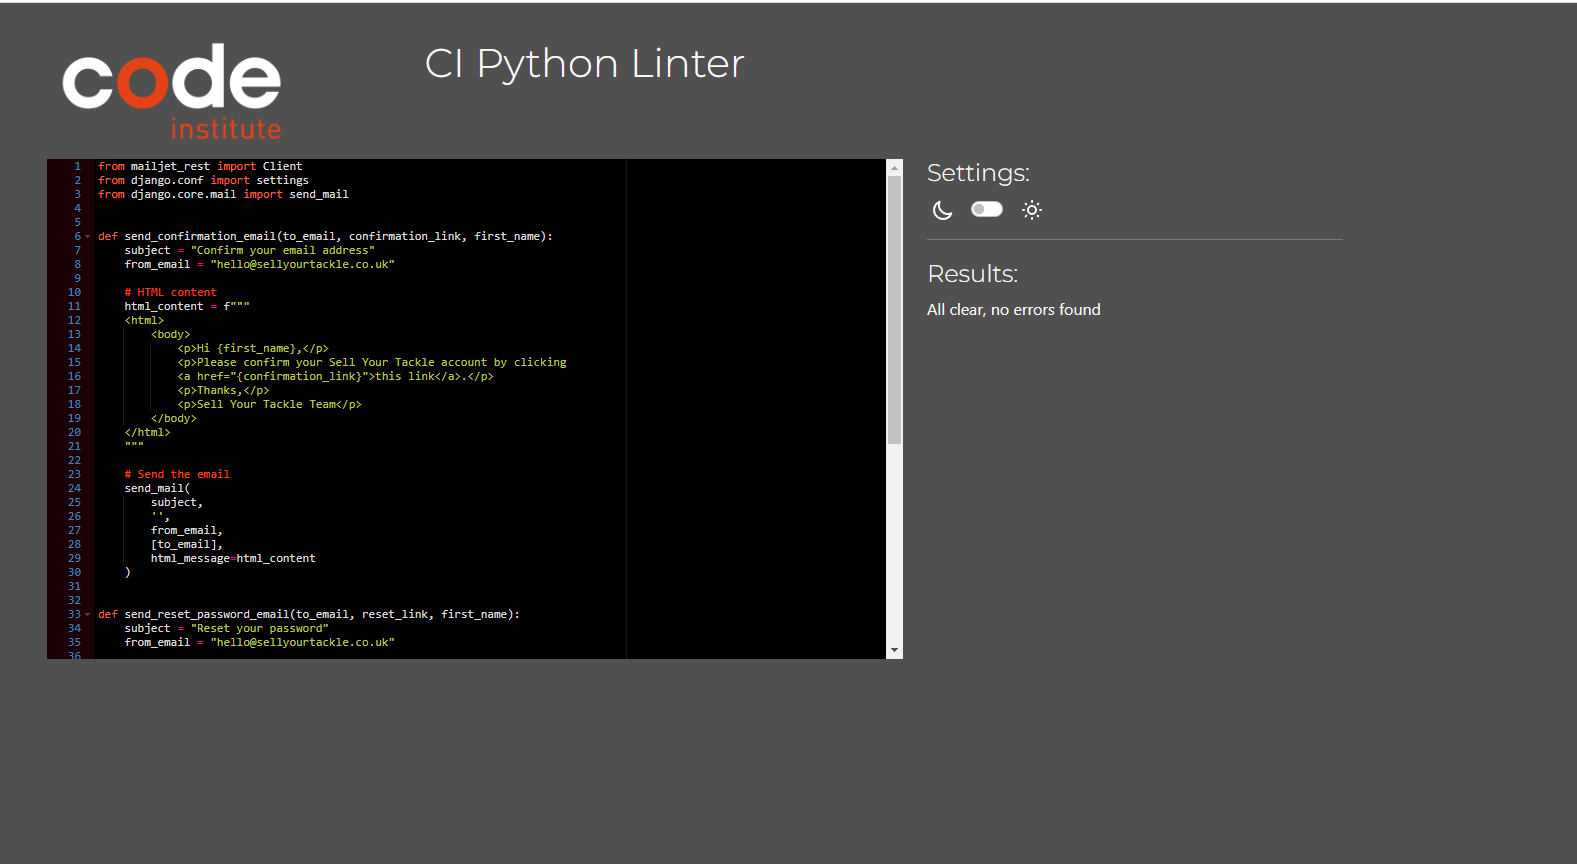 code
institute
CI Python Linter
1 from mailjet_rest import Client
2 from django.conf import settings
3 from django.core.mail import send_mail
4
5
6 def send_confirmation_email(to_email, confirmation_link, first_name):
7     subject = "Confirm your email address"
8     from_email = "hello@sellyourtackle.co.uk"
9
10     # HTML content
11     html_content = f"""
12     <html>
13         <body>
14             <p>Hi {first_name},</p>
15             <p>Please confirm your Sell Your Tackle account by clicking
16             <a href="{confirmation_link}">this link</a>.</p>
17             <p>Thanks,</p>
18             <p>Sell Your Tackle Team</p>
19         </body>
20     </html>
21     """
22
23     # Send the email
24     send_mail(
25         subject,
26         '',
27         from_email,
28         [to_email],
29         html_message=html_content
30     )
31
32
33 def send_reset_password_email(to_email, reset_link, first_name):
34     subject = "Reset your password"
35     from_email = "hello@sellyourtackle.co.uk"
36
Settings:
Results:
All clear, no errors found